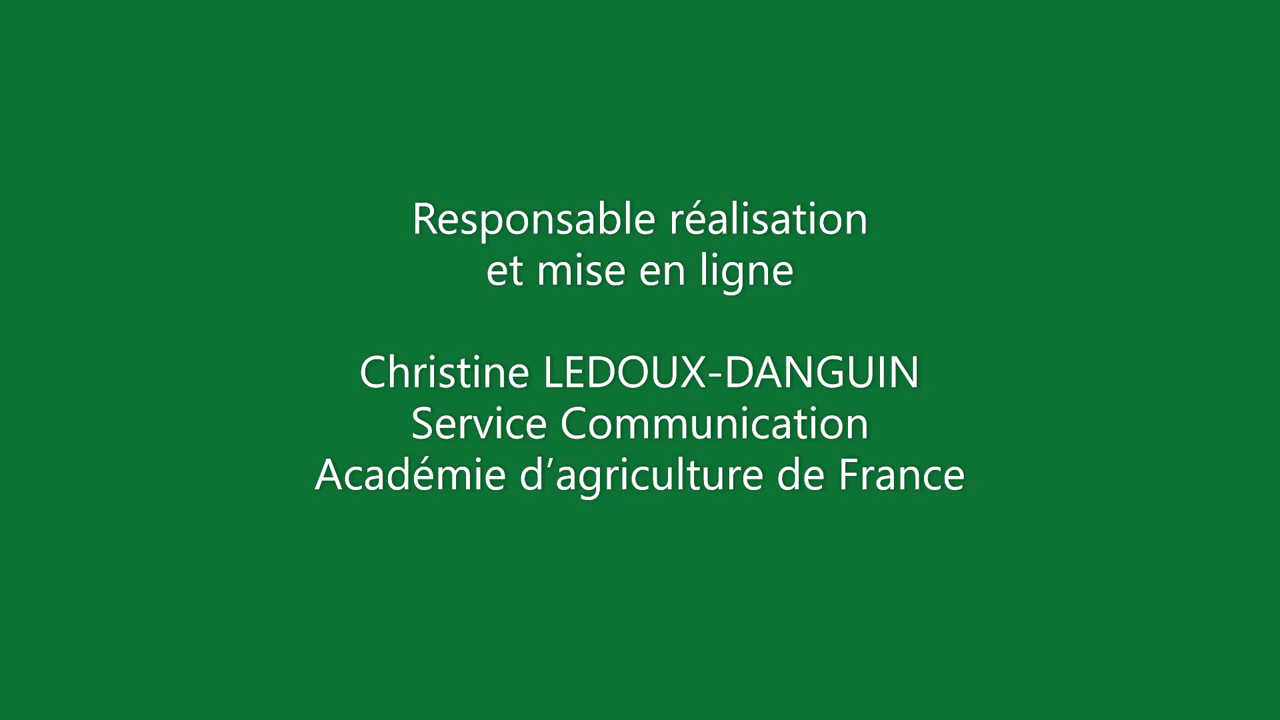 Responsable réalisation
et mise en ligne
Christine LEDOUX-DANGUIN
Service Communication
Académie d’agriculture de France